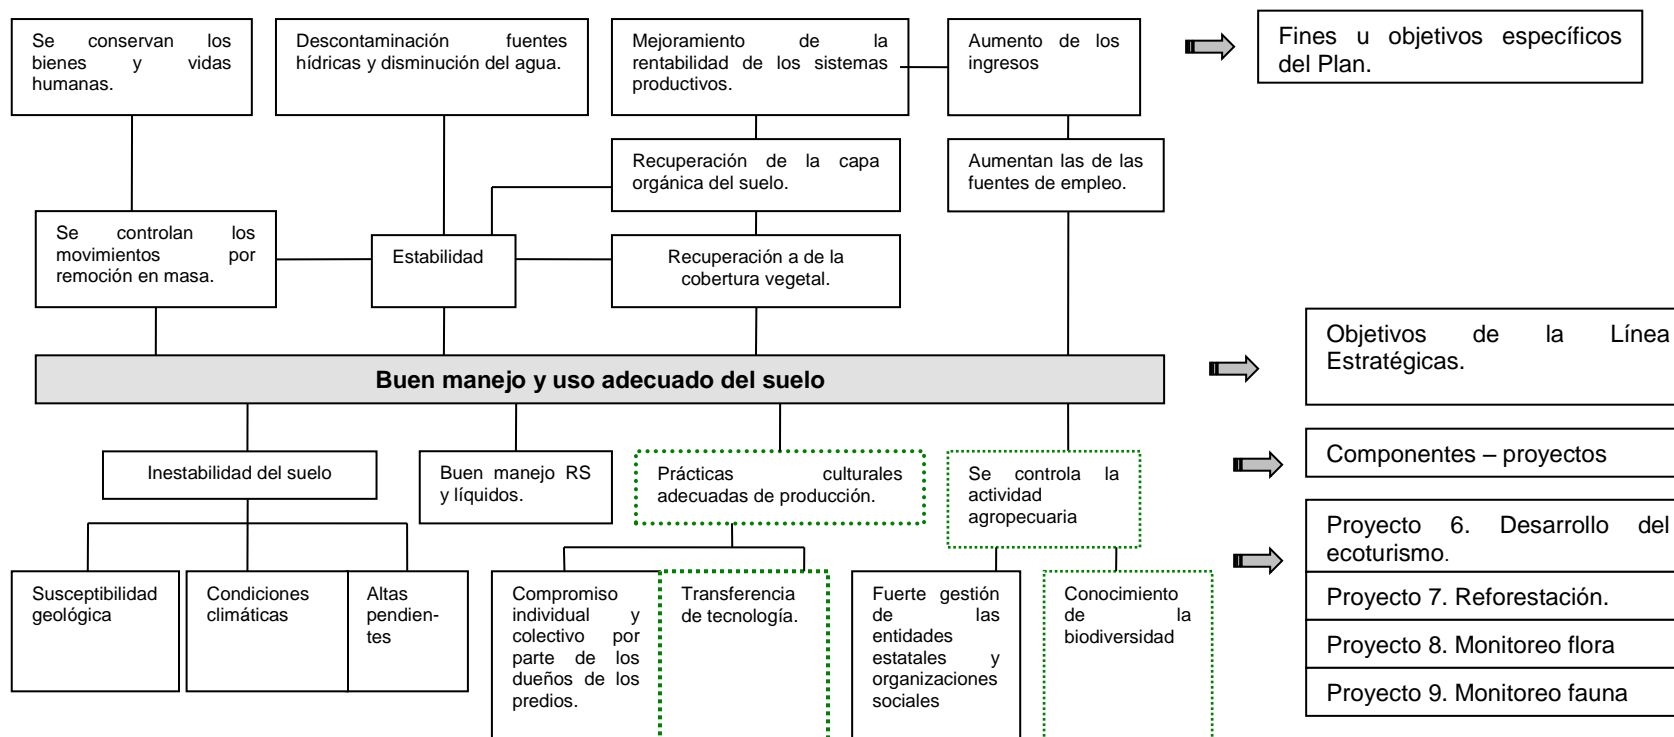 Se conservan los
bienes y vidas
humanas.
Descontaminación fuentes
hídricas y disminución del agua.
Mejoramiento de la
rentabilidad de los sistemas
productivos.
Aumento de los
ingresos
Fines u objetivos específicos
del Plan.
Recuperación de la capa
orgánica del suelo.
Aumentan las de las
fuentes de empleo.
Se controlan los
movimientos por
remoción en masa.
Estabilidad
Recuperación a de la
cobertura vegetal.
Objetivos de la Línea
Estratégicas.
Buen manejo y uso adecuado del suelo
Inestabilidad del suelo
Buen manejo RS
y líquidos.
Prácticas culturales
adecuadas de producción.
Se controla la
actividad
agropecuaria
Componentes – proyectos
Susceptibilidad
geológica
Condiciones
climáticas
Altas
pendien-
tes
Compromiso
individual y
colectivo por
parte de los
dueños de los
predios.
Transferencia
de tecnología.
Fuerte gestión
de las
entidades
estatales y
organizaciones
sociales
Conocimiento
de la
biodiversidad
Proyecto 6. Desarrollo del
ecoturismo.
Proyecto 7. Reforestación.
Proyecto 8. Monitoreo flora
Proyecto 9. Monitoreo fauna